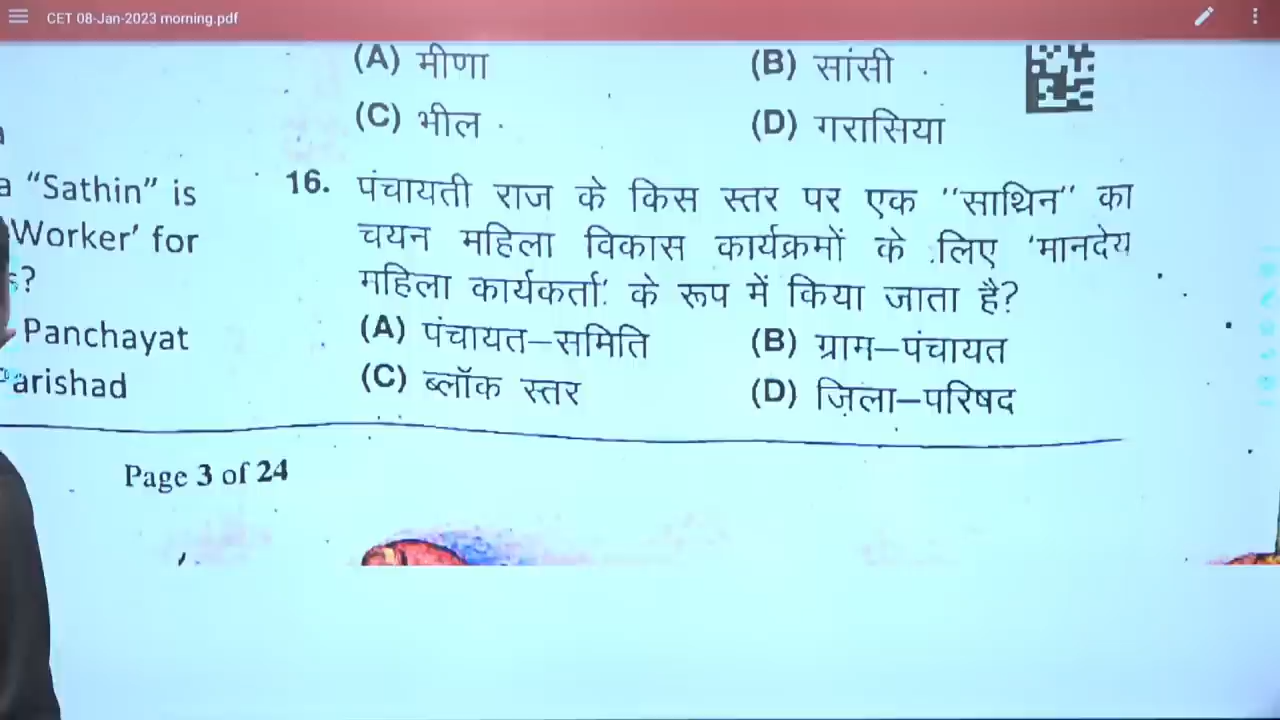 CET 08-Jan-2023 morning.pdf
(A) मीणा
(B) सांसी
(C) भील
(D) गरासिया
a "Sathin" is
Worker' for
?
Panchayat
arishad
16. पंचायती राज के किस स्तर पर एक "साथिन" का
चयन महिला विकास कार्यक्रमों के लिए 'मानदेय
महिला कार्यकर्ता' के रूप में किया जाता है?
(A) पंचायत–समिति
(B) ग्राम–पंचायत
(C) ब्लॉक स्तर
(D) ज़िला–परिषद
Page 3 of 24